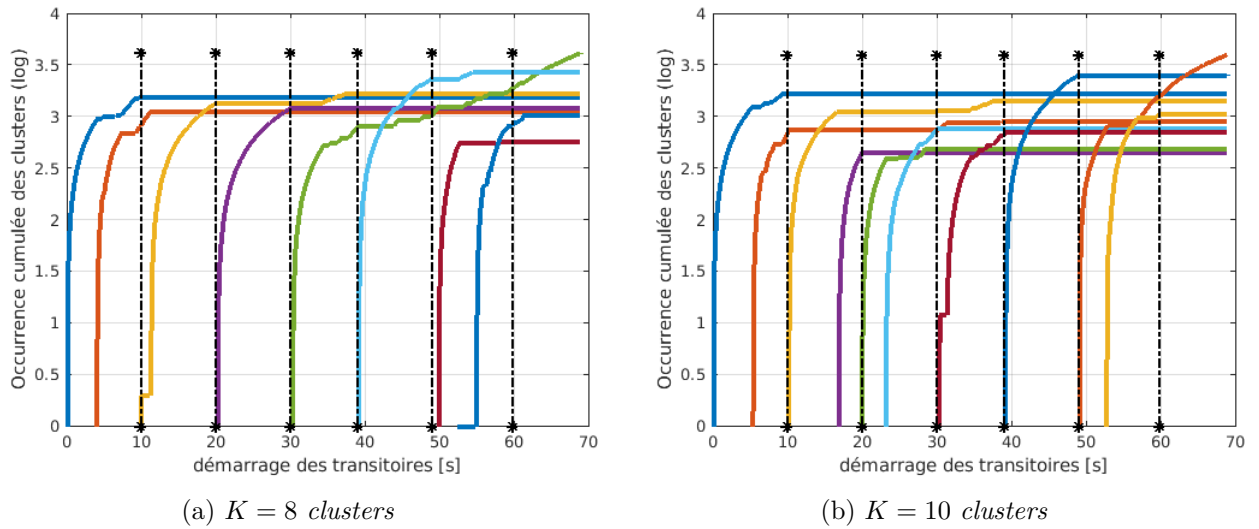 4
3.5
3
2.5
2
1.5
1
0.5
0
Occurrence cumulée des clusters (log)
0 10 20 30 40 50 60 70
démarrage des transitoires [s]
(a) K = 8 clusters
4
3.5
3
2.5
2
1.5
1
0.5
0
Occurrence cumulée des clusters (log)
0 10 20 30 40 50 60 70
démarrage des transitoires [s]
(b) K = 10 clusters